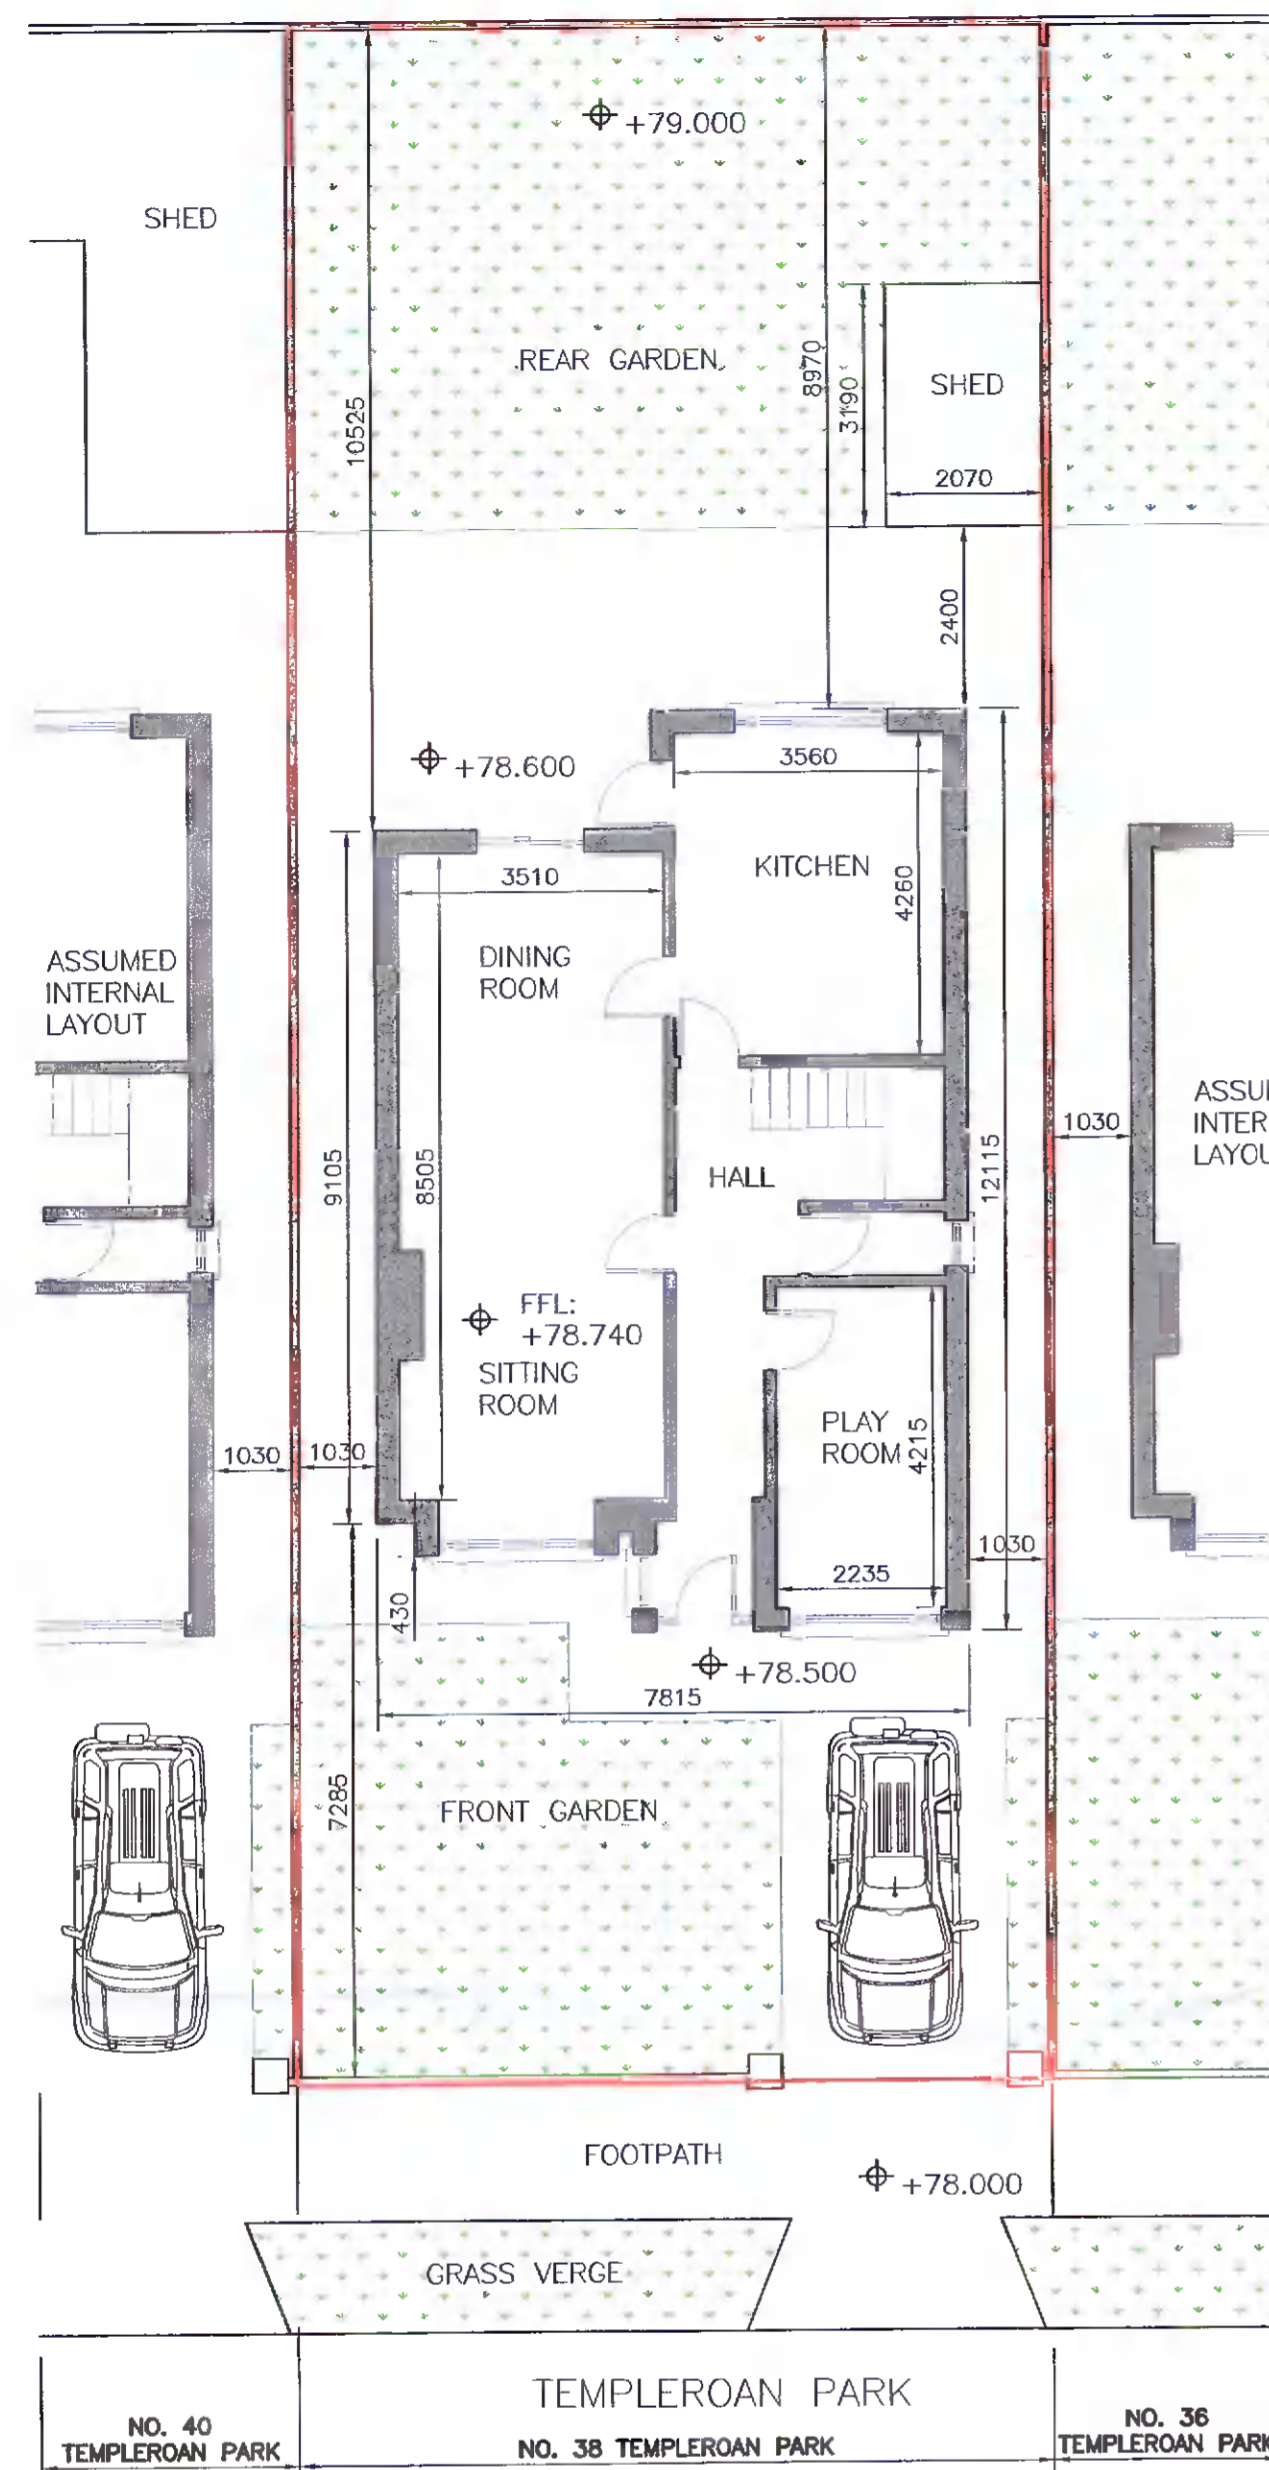 +79.000
SHED
REAR GARDEN
8970
3190
SHED
10525
2070
2400
+78.600
3560
KITCHEN
3510
4260
DINING
ROOM
ASSUMED
INTERNAL
LAYOUT
1030
9105
8505
HALL
12115
FFL:
+78.740
SITTING
ROOM
PLAY
ROOM
4215
1030
1030
1030
2235
430
+78.500
7815
7285
FRONT GARDEN
FOOTPATH
+78.000
GRASS VERGE
TEMPLEROAN PARK
NO. 40
TEMPLEROAN PARK
NO. 38 TEMPLEROAN PARK
NO. 36
TEMPLEROAN PARK